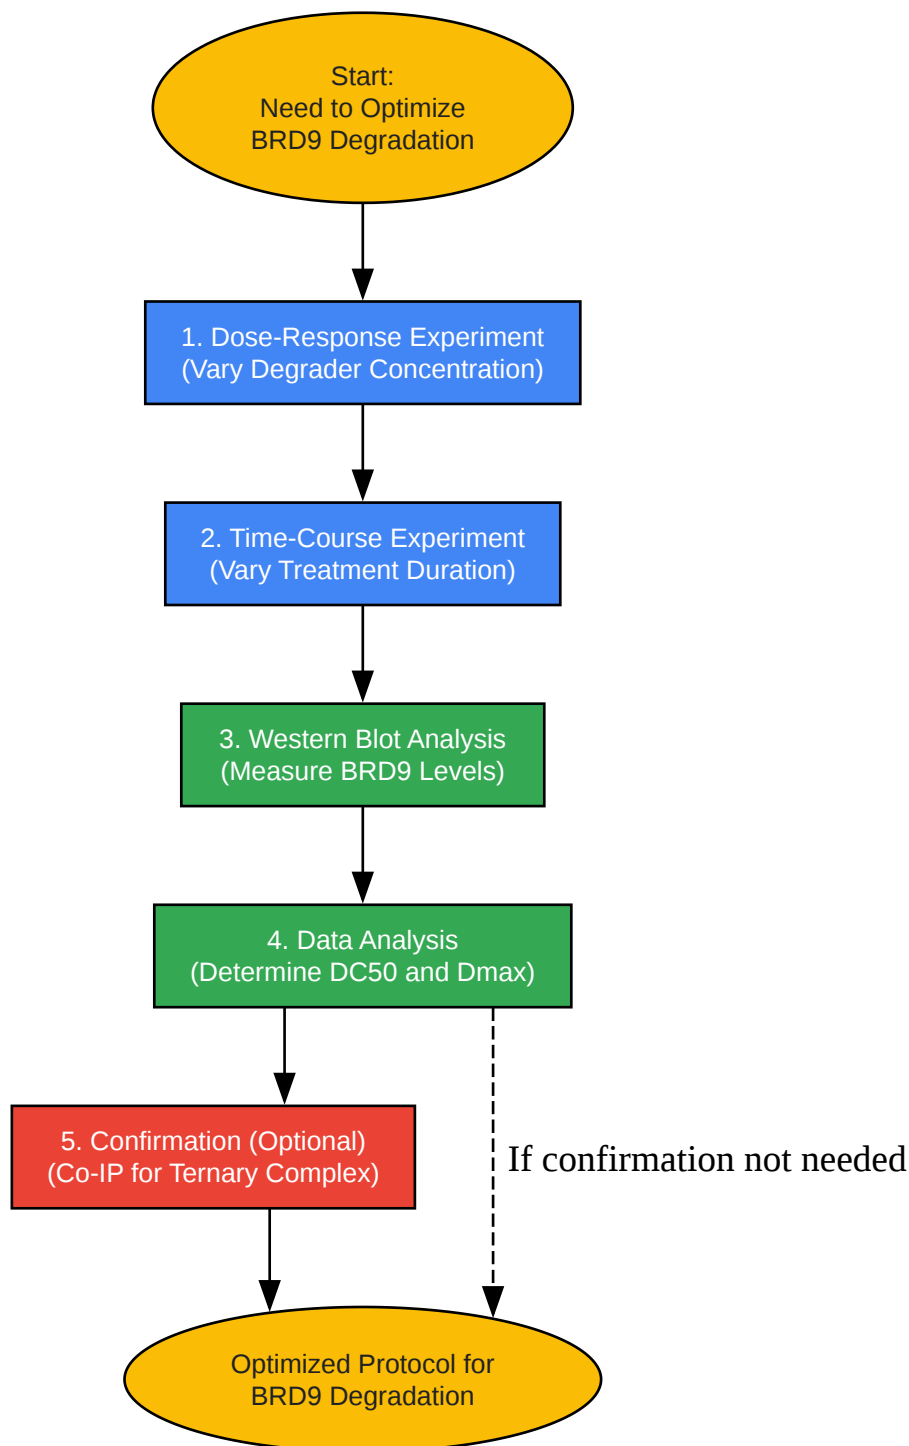 Start:
Need to Optimize
BRD9 Degradation
1. Dose-Response Experiment
(Vary Degrader Concentration)
2. Time-Course Experiment
(Vary Treatment Duration)
3. Western Blot Analysis
(Measure BRD9 Levels)
4. Data Analysis
(Determine DC50 and Dmax)
5. Confirmation (Optional)
(Co-IP for Ternary Complex)
If confirmation not needed
Optimized Protocol for
BRD9 Degradation